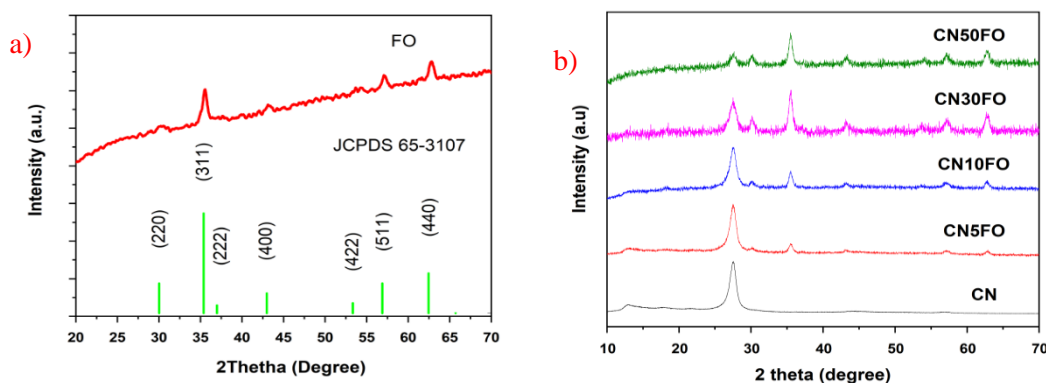 a)
FO
JCPDS 65-3107
(220)
(311)
(222)
(400)
(422)
(511)
(440)
Intensity (a.u.)
20 25 30 35 40 45 50 55 60 65 70
2Thetha (Degree)
b)
CN50FO
CN30FO
CN10FO
CN5FO
CN
Intensity (a.u)
10 20 30 40 50 60 70
2 theta (degree)